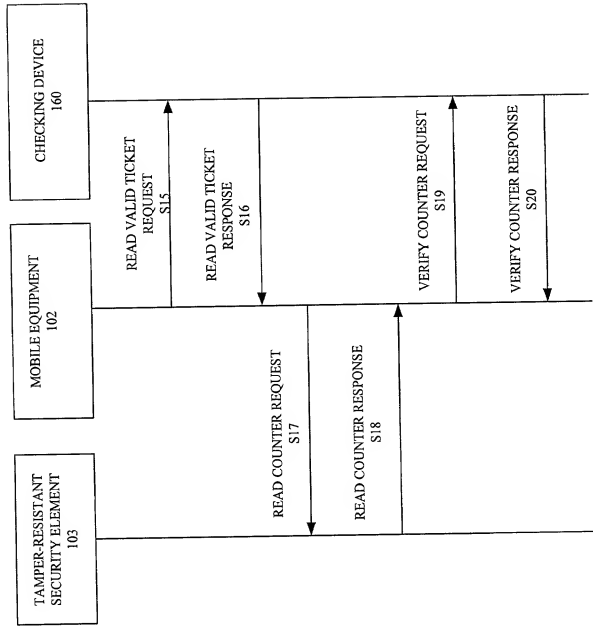 TAMPER-RESISTANT
SECURITY ELEMENT
103
MOBILE EQUIPMENT
102
CHECKING DEVICE
160
READ VALID TICKET
REQUEST
S15
READ VALID TICKET
RESPONSE
S16
READ COUNTER REQUEST
S17
READ COUNTER RESPONSE
S18
VERIFY COUNTER REQUEST
S19
VERIFY COUNTER RESPONSE
S20